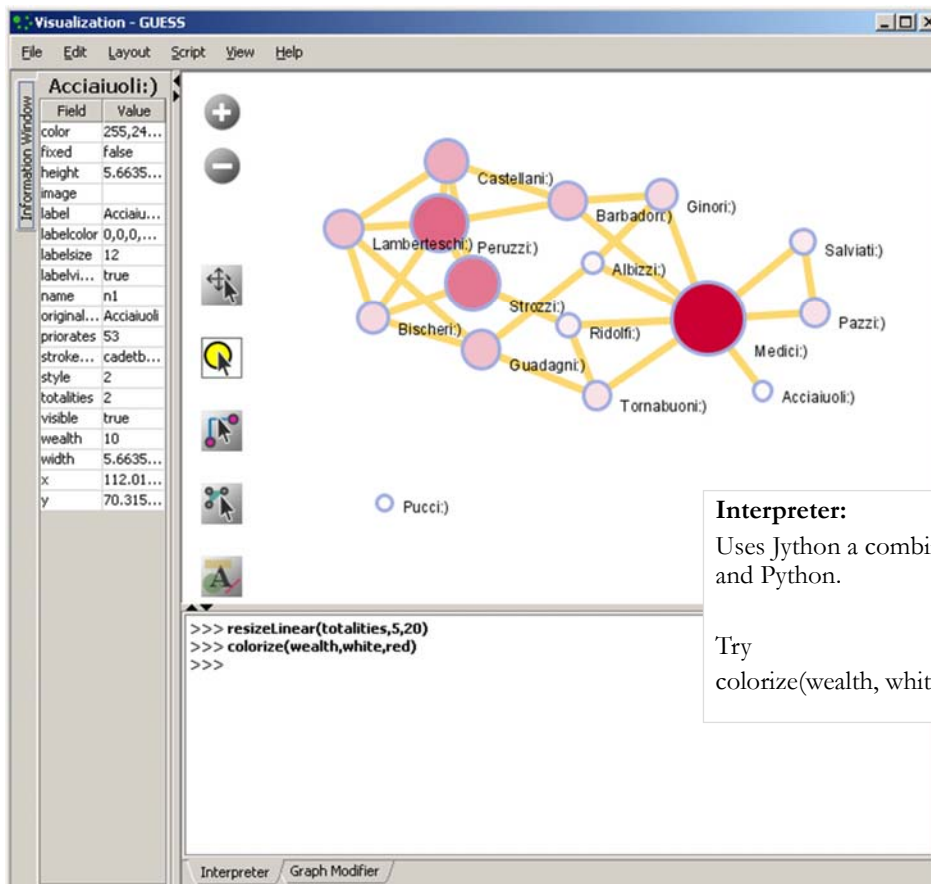 Visualization - GUESS
File Edit Layout Script View Help
Information Window
Acciaiuoli:)
Field Value
color 255,24...
fixed false
height 5.6635...
image
label Acciaiu...
labelcolor 0,0,0,...
labelsize 12
labelvi... true
name n1
original... Acciaiuoli
priorates 53
stroke... cadetb...
style 2
totalities 2
visible true
wealth 10
width 5.6635...
x 112.01...
y 70.315...
Castellani:)
Barbadori:)
Ginori:)
Lamberteschi:)
Peruzzi:)
Albizzi:)
Salviati:)
Strozzi:)
Bischeri:)
Ridolfi:)
Pazzi:)
Guadagni:)
Medici:)
Tornabuoni:)
Acciaiuoli:)
Pucci:)
A
>>> resizeLinear(totalities,5,20)
>>> colorize(wealth,white,red)
>>>
Interpreter:
Uses Jython a combi
and Python.
Try
colorize(wealth, whit
Interpreter Graph Modifier